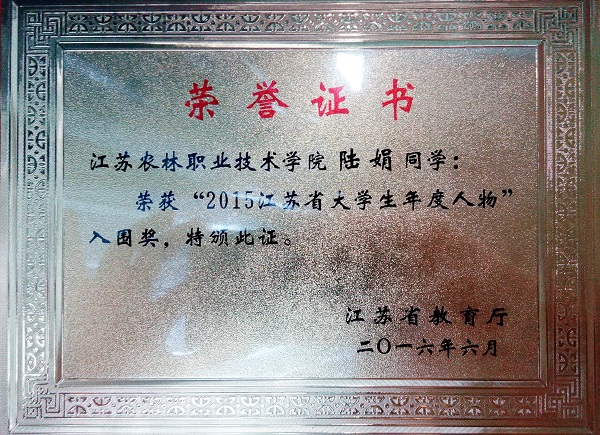 荣誉证书
江苏农林职业技术学院 陆娟同学：
荣获“2015江苏省大学生年度人物”
入围奖，特颁此证。
江苏省教育厅
二〇一六年六月